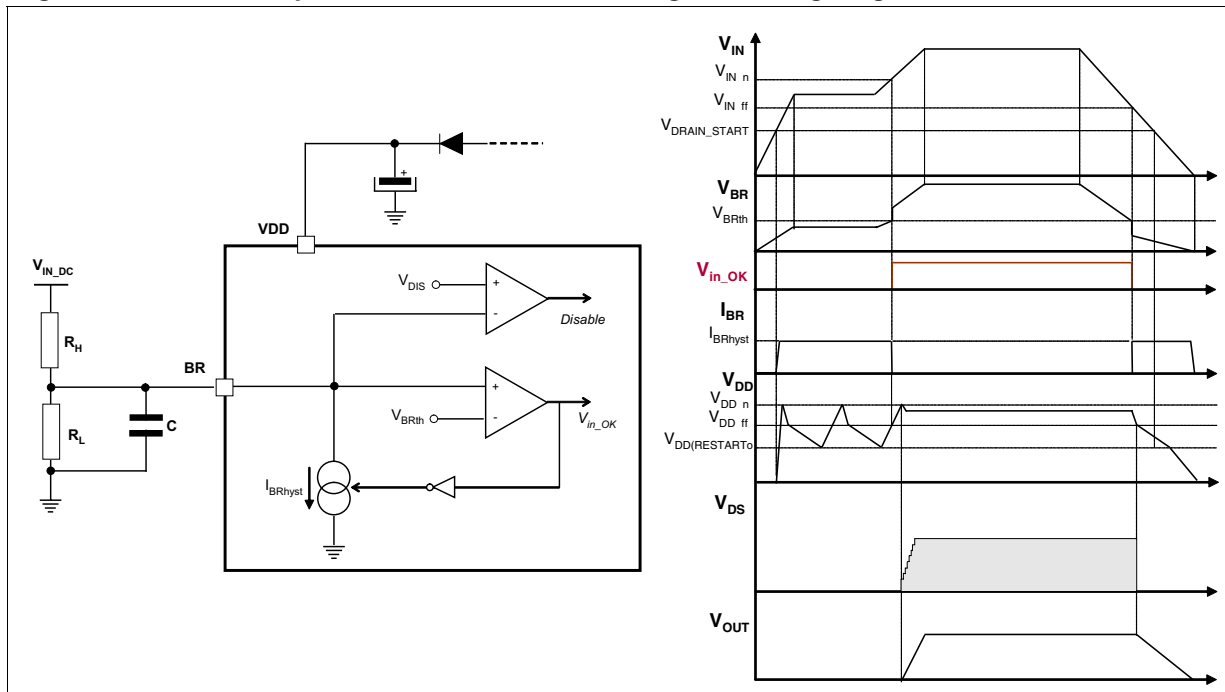 VDD
V_IN_DC
R_H
BR
R_L
C
V_DIS
+
-
Disable
+
V_BRth
-
V_in_OK
I_BRhyst
+
V_IN
V_IN n
V_IN ff
V_DRAIN_START
V_BR
V_BRth
V_in_OK
I_BR
I_BRhyst
V_DD
V_DD n
V_DD ff
V_DD(RESTARTo
V_DS
V_OUT